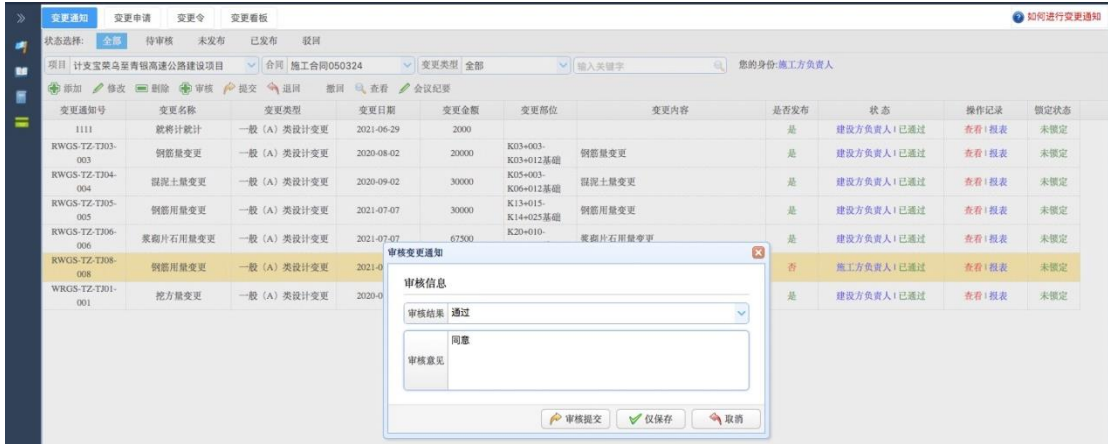 变更通知 变更申请 变更令 变更看板 如何进行变更通知
状态选择: 全部 待审核 未发布 已发布 驳回
项目 计支宝荣乌至青银高速公路建设项目 合同 施工合同050324 变更类型 全部 输入关键字 您的身份:施工方负责人
添加 修改 删除 审核 提交 退回 撤回 查看 会议纪要
变更通知号 变更名称 变更类型 变更日期 变更金额 变更部位 变更内容 是否发布 状态 操作记录 锁定状态
1111 就将计就计 一般（A）类设计变更 2021-06-29 2000 是 建设方负责人|已通过 查看|报表 未锁定
RWGS-TZ-TJ03-003 钢筋量变更 一般（A）类设计变更 2020-08-02 20000 K03+003-K03+012基础 钢筋量变更 是 建设方负责人|已通过 查看|报表 未锁定
RWGS-TZ-TJ04-004 混泥土量变更 一般（A）类设计变更 2020-09-02 30000 K05+003-K06+012基础 混泥土量变更 是 建设方负责人|已通过 查看|报表 未锁定
RWGS-TZ-TJ05-005 钢筋用量变更 一般（A）类设计变更 2021-07-07 30000 K13+015-K14+025基础 钢筋用量变更 是 建设方负责人|已通过 查看|报表 未锁定
RWGS-TZ-TJ06-006 浆砌片石用量变更 一般（A）类设计变更 2021-07-07 67500 K20+010- 浆砌片石用量变更 是 建设方负责人|已通过 查看|报表 未锁定
RWGS-TZ-TJ08-008 钢筋用量变更 一般（A）类设计变更 2021-0 否 施工方负责人|已通过 查看|报表 未锁定
WRGS-TZ-TJ01-001 挖方量变更 一般（A）类设计变更 2020-0 是 建设方负责人|已通过 查看|报表 未锁定
审核变更通知
审核信息
审核结果 通过
审核意见 同意
审核提交 仅保存 取消